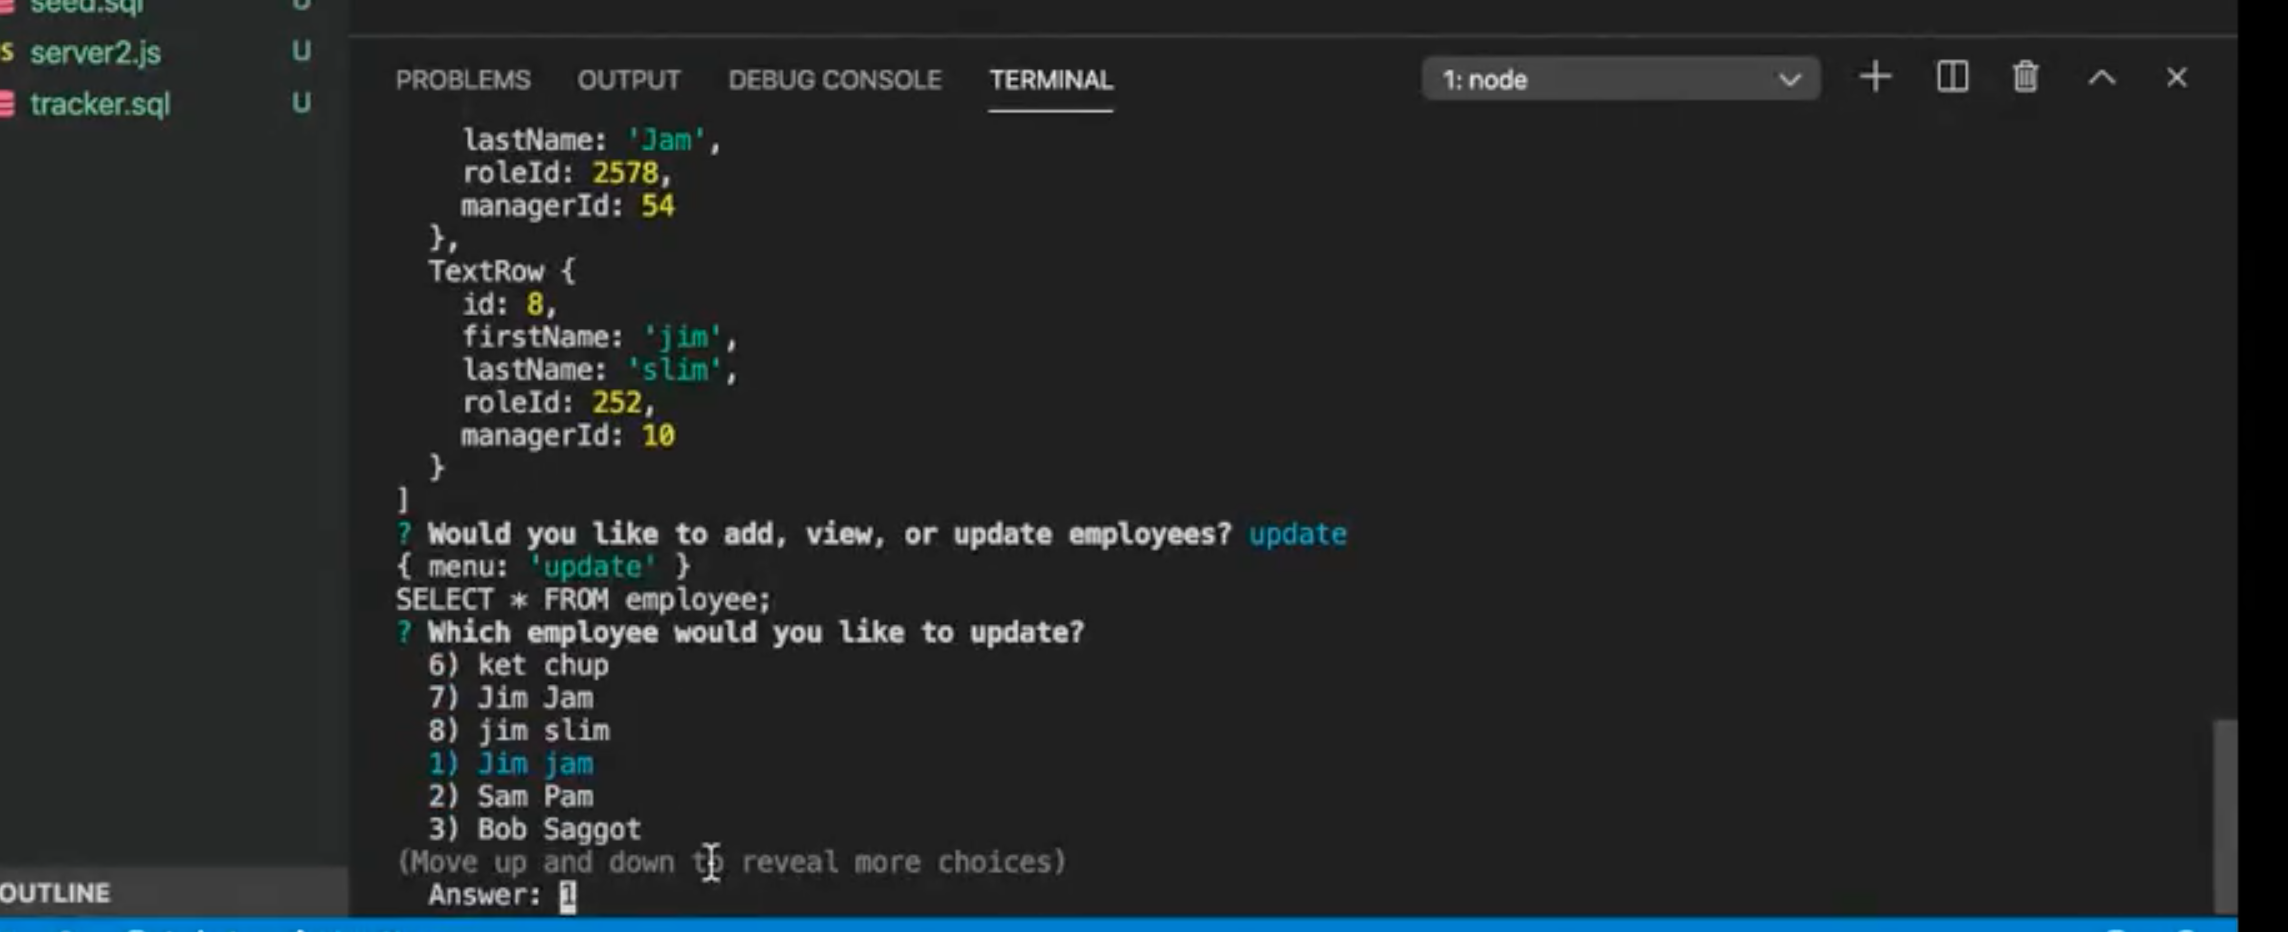 seed.sql U
server2.js U
tracker.sql U
PROBLEMS OUTPUT DEBUG CONSOLE TERMINAL 1: node
lastName: 'Jam',
roleId: 2578,
managerId: 54
},
TextRow {
id: 8,
firstName: 'jim',
lastName: 'slim',
roleId: 252,
managerId: 10
}
]
? Would you like to add, view, or update employees? update
{ menu: 'update' }
SELECT * FROM employee;
? Which employee would you like to update?
6) ket chup
7) Jim Jam
8) jim slim
1) Jim jam
2) Sam Pam
3) Bob Saggot
(Move up and down to reveal more choices)
Answer: 1
OUTLINE